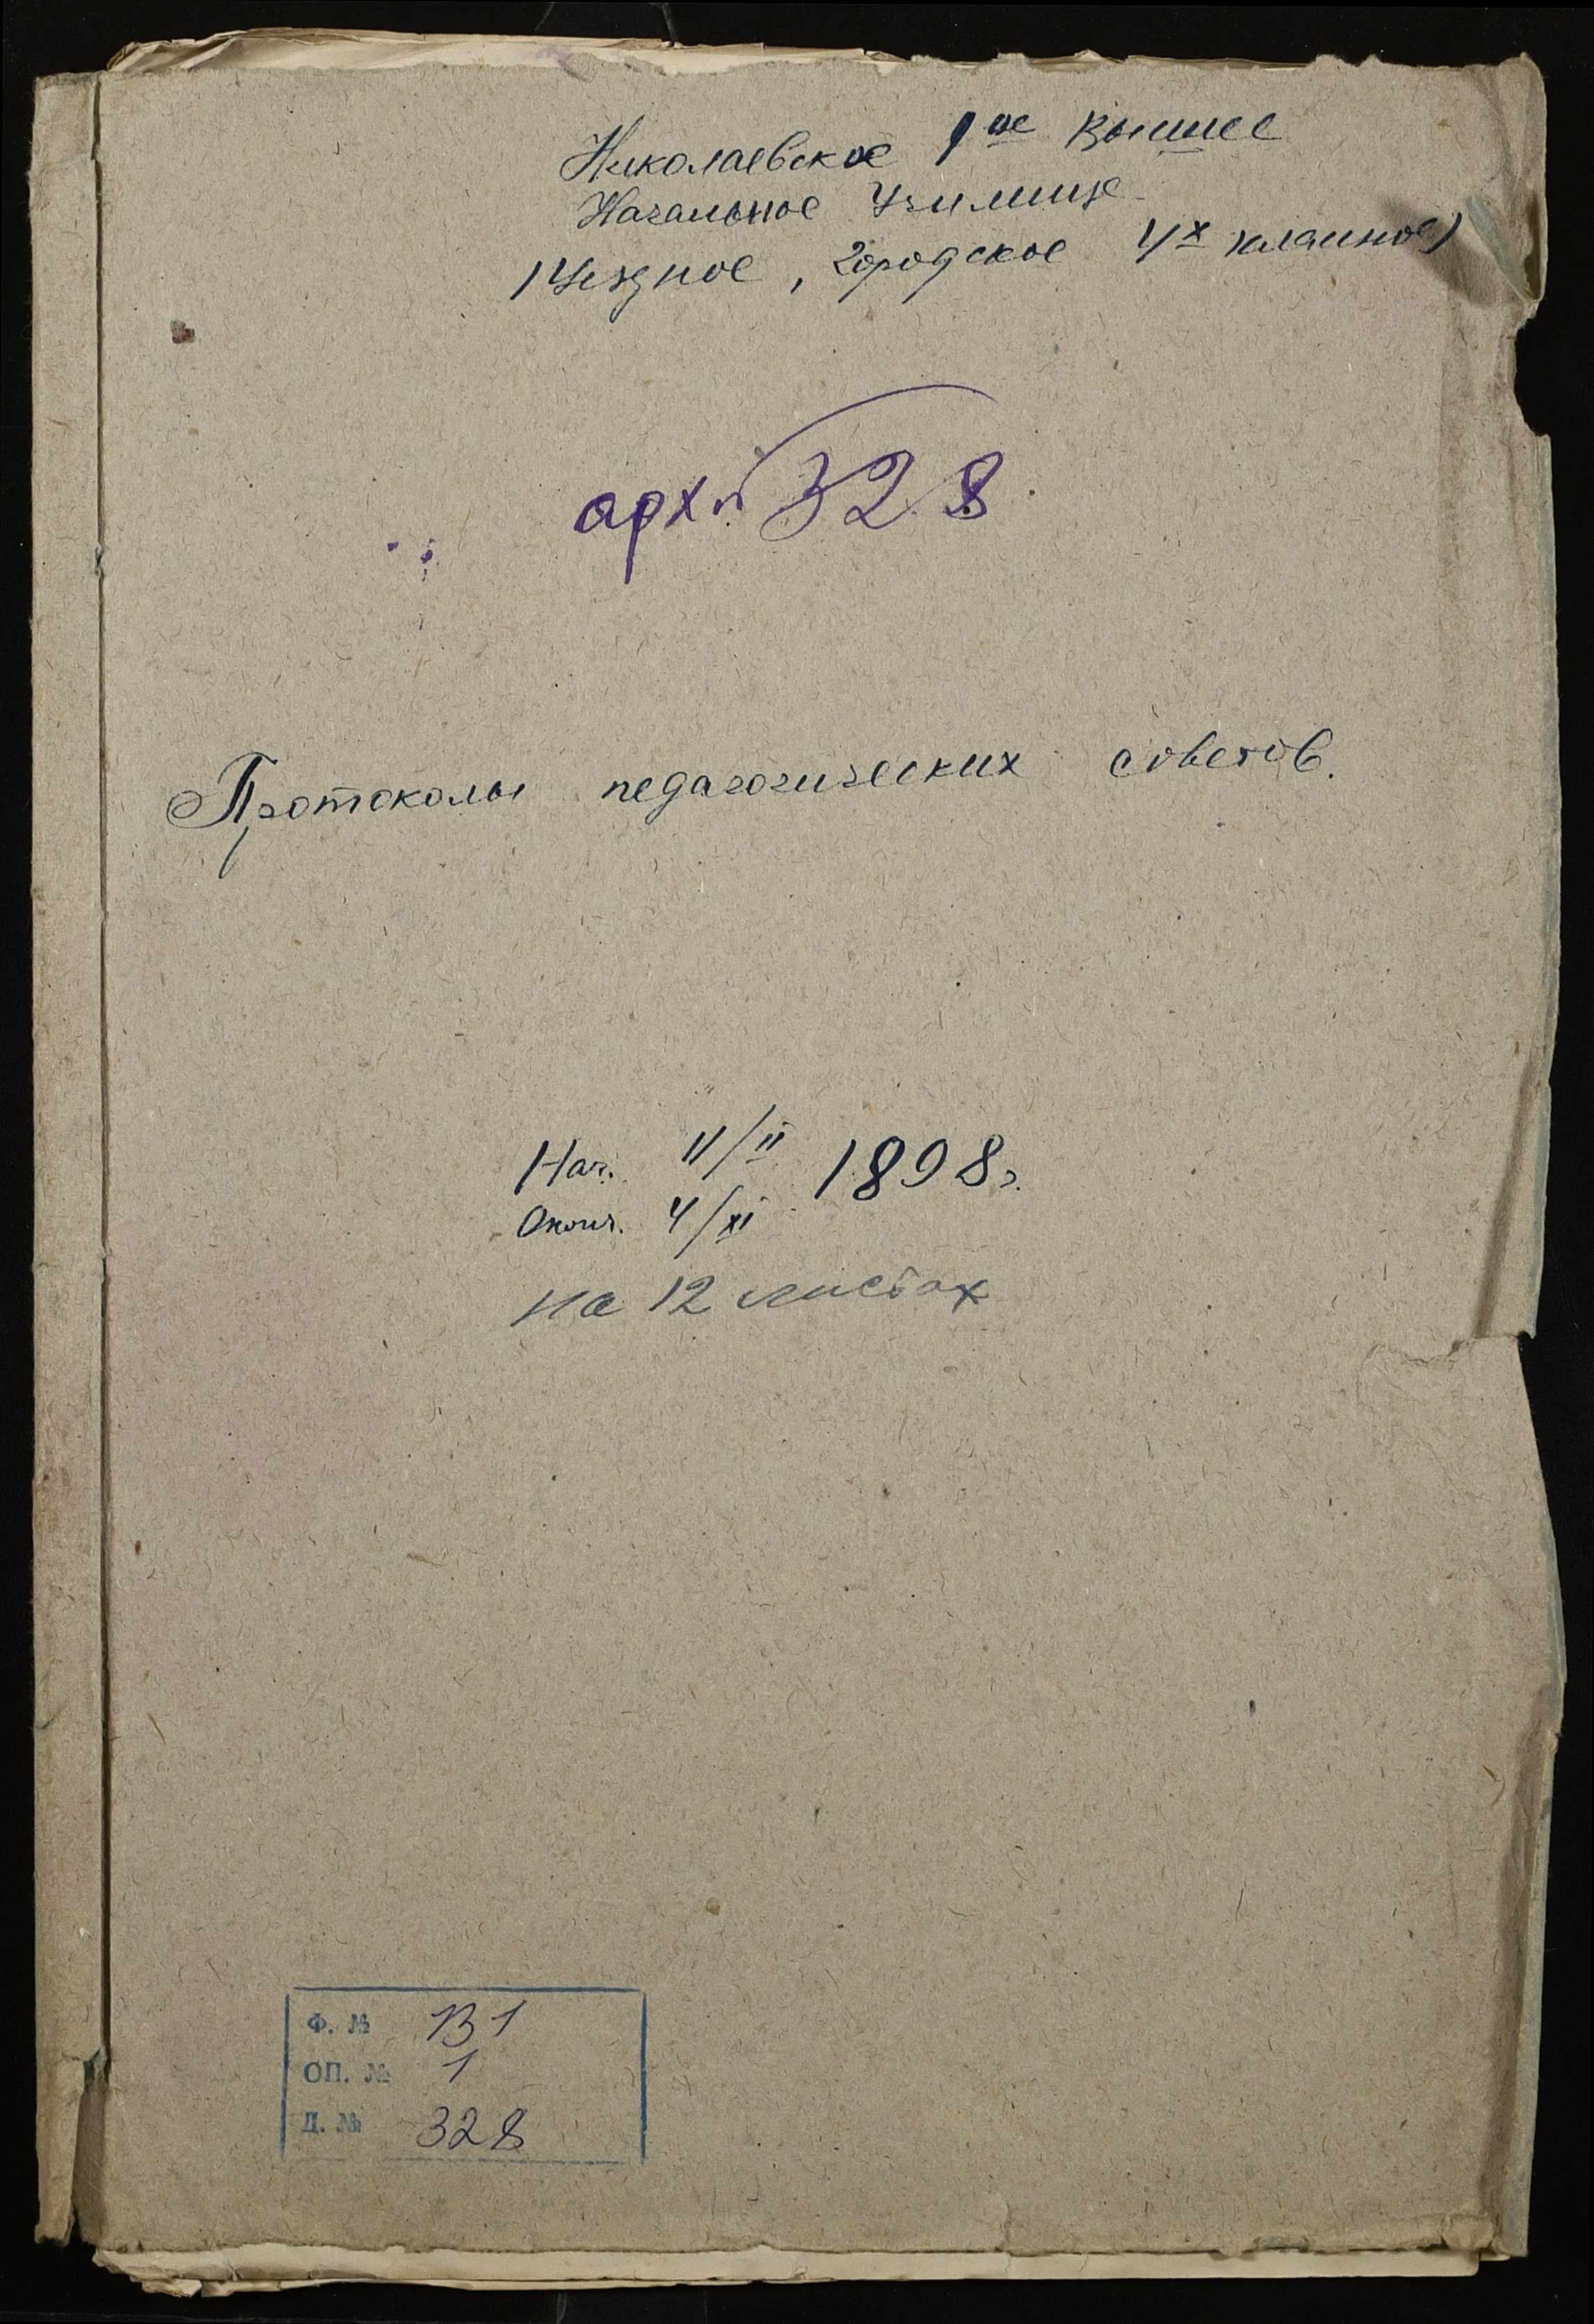 Николаевское 1ое высшее
Начальное Училище
(Уездное, городское 4х классное)
арх № 328
Протоколы педагогических советов.
Нач. 11/II 1898 г.
Оконч. 4/XI
на 12 листах
Ф. № 131
ОП. № 1
Д. № 328